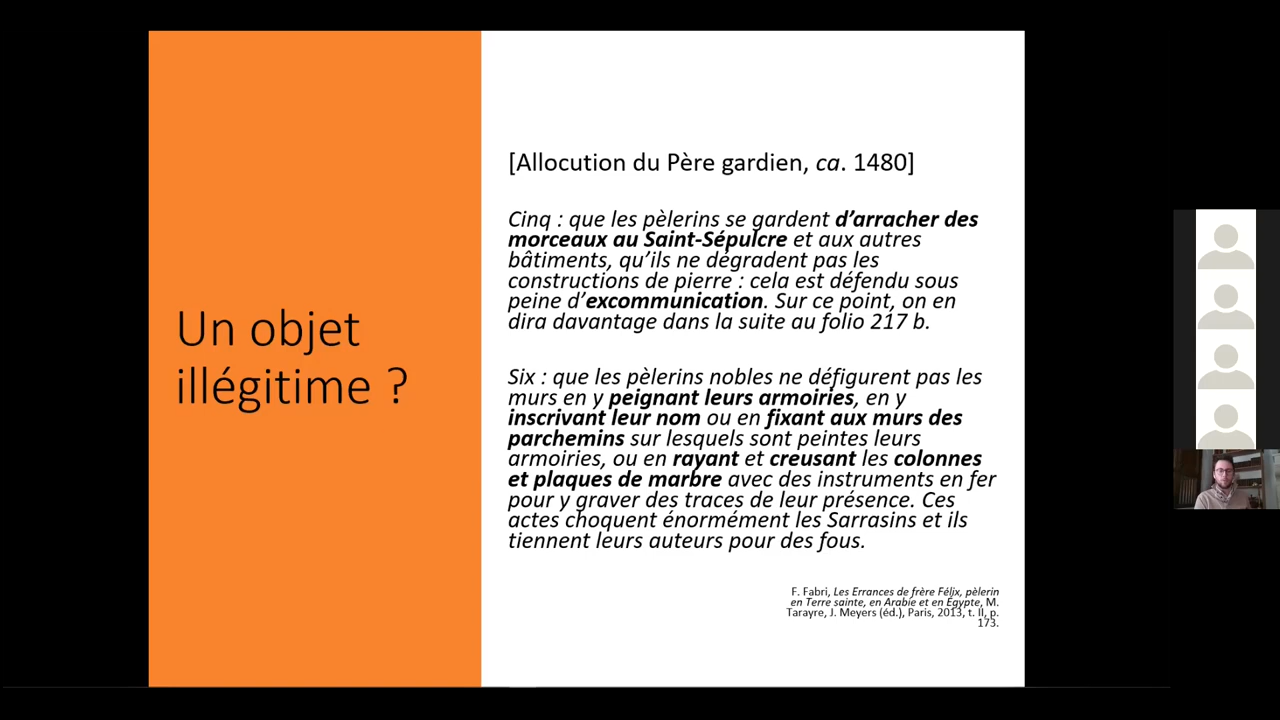 Un objet
illégitime ?
[Allocution du Père gardien, ca. 1480]
Cinq : que les pèlerins se gardent d’arracher des
morceaux au Saint-Sépulcre et aux autres
bâtiments, qu’ils ne dégradent pas les
constructions de pierre : cela est défendu sous
peine d’excommunication. Sur ce point, on en
dira davantage dans la suite au folio 217 b.
Six : que les pèlerins nobles ne défigurent pas les
murs en y peignant leurs armoiries, en y
inscrivant leur nom ou en fixant aux murs des
parchemins sur lesquels sont peintes leurs
armoiries, ou en rayant et creusant les colonnes
et plaques de marbre avec des instruments en fer
pour y graver des traces de leur présence. Ces
actes choquent énormément les Sarrasins et ils
tiennent leurs auteurs pour des fous.
F. Fabri, Les Errances de frère Félix, pèlerin
en Terre sainte, en Arabie et en Égypte, M.
Tarayre, J. Meyers (éd.), Paris, 2013, t. II, p.
173.